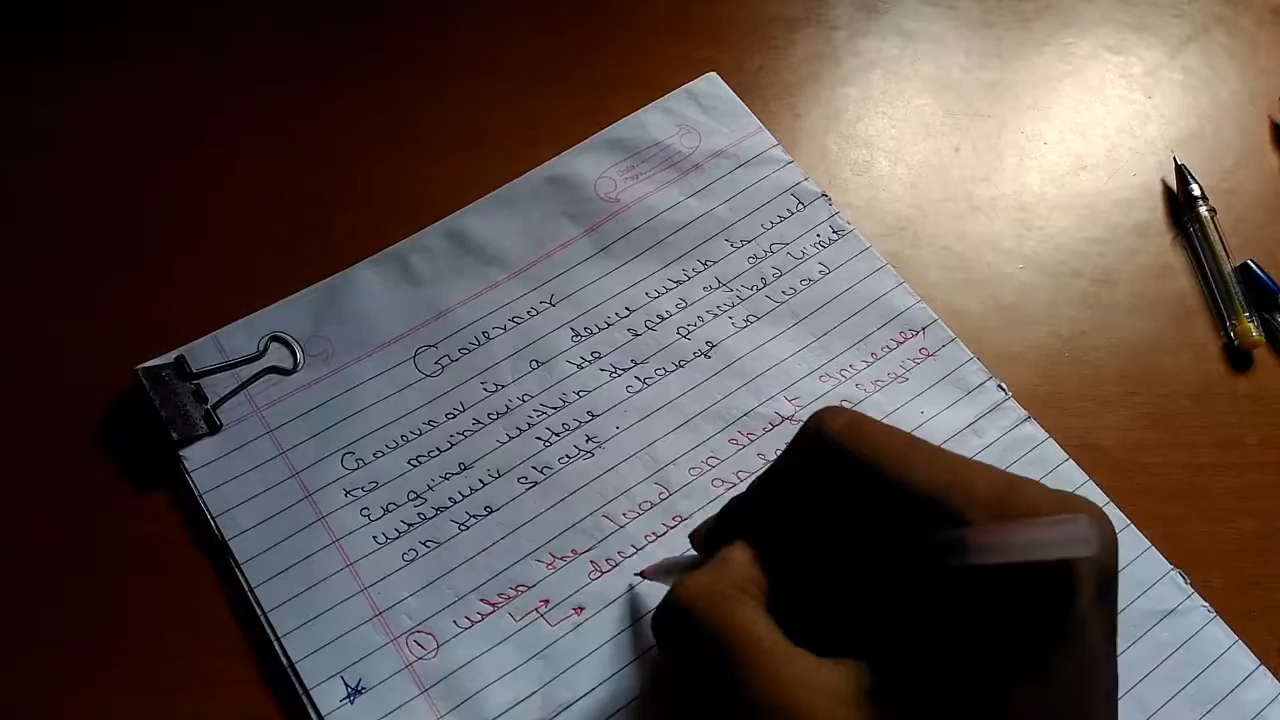 Governor
Governor is a device which is used
to maintain the speed of an
Engine within the prescribed limit
whenever there change in load
on the shaft.
① When the load on shaft increases,
decrease in Engine